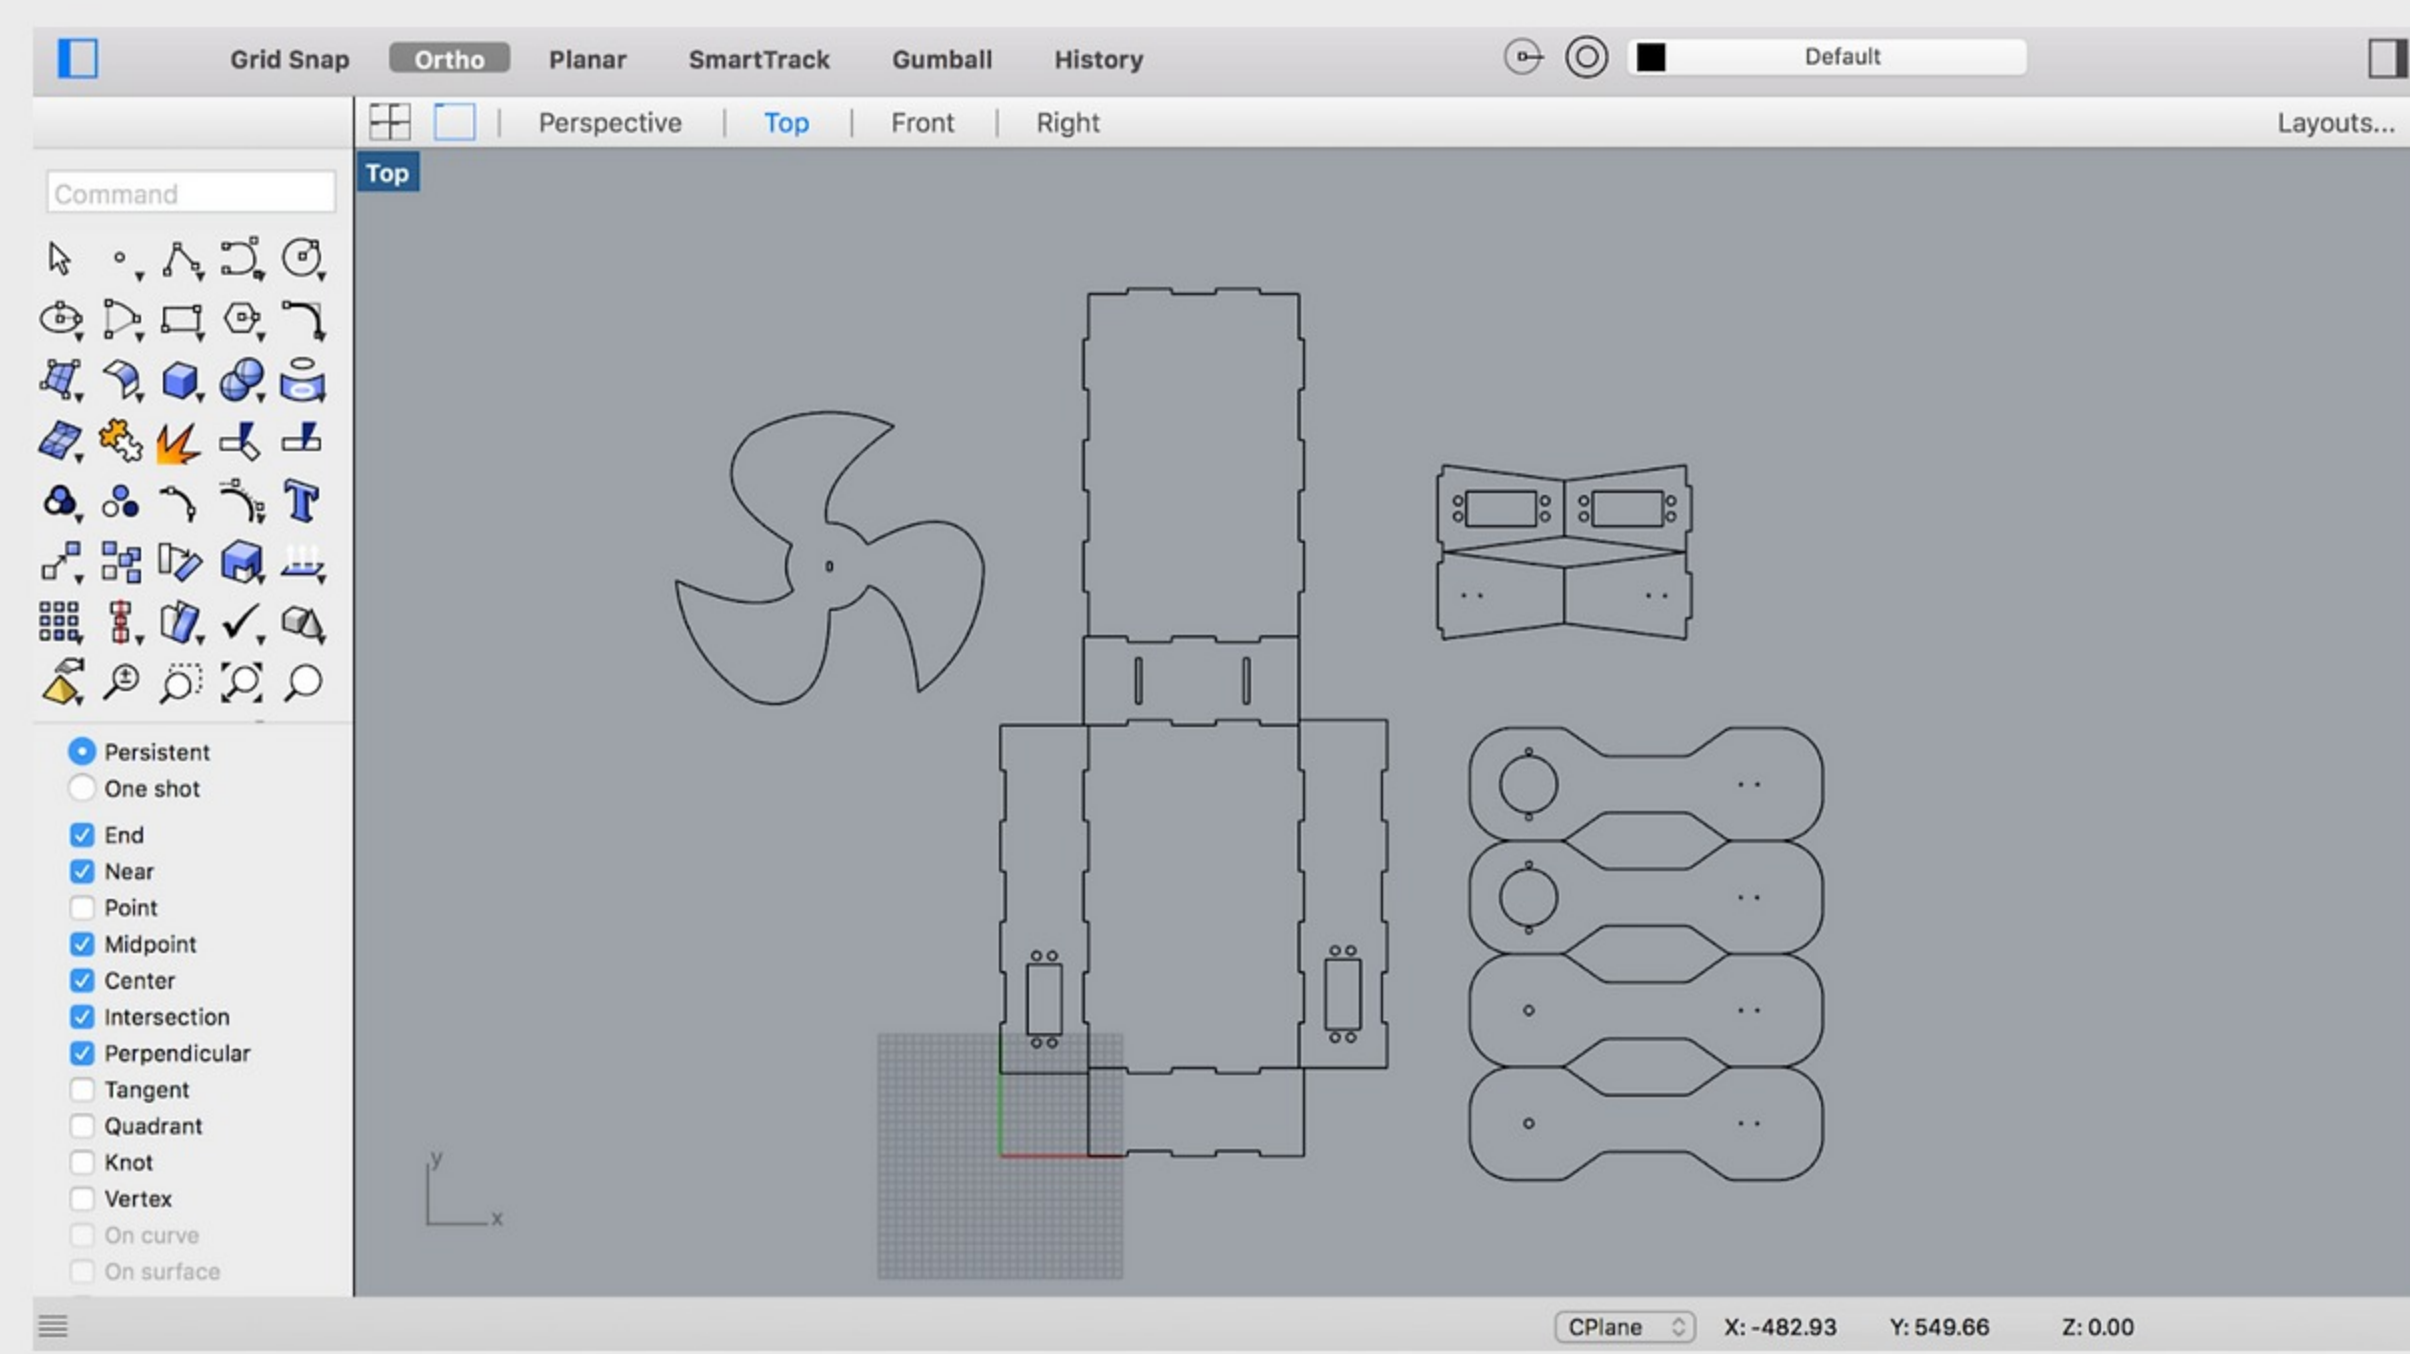 Grid Snap Ortho Planar SmartTrack Gumball History Default
Perspective | Top | Front | Right Layouts...
Top
Command
Persistent
One shot
End
Near
Point
Midpoint
Center
Intersection
Perpendicular
Tangent
Quadrant
Knot
Vertex
On curve
On surface
y
x
CPlane X: -482.93 Y: 549.66 Z: 0.00